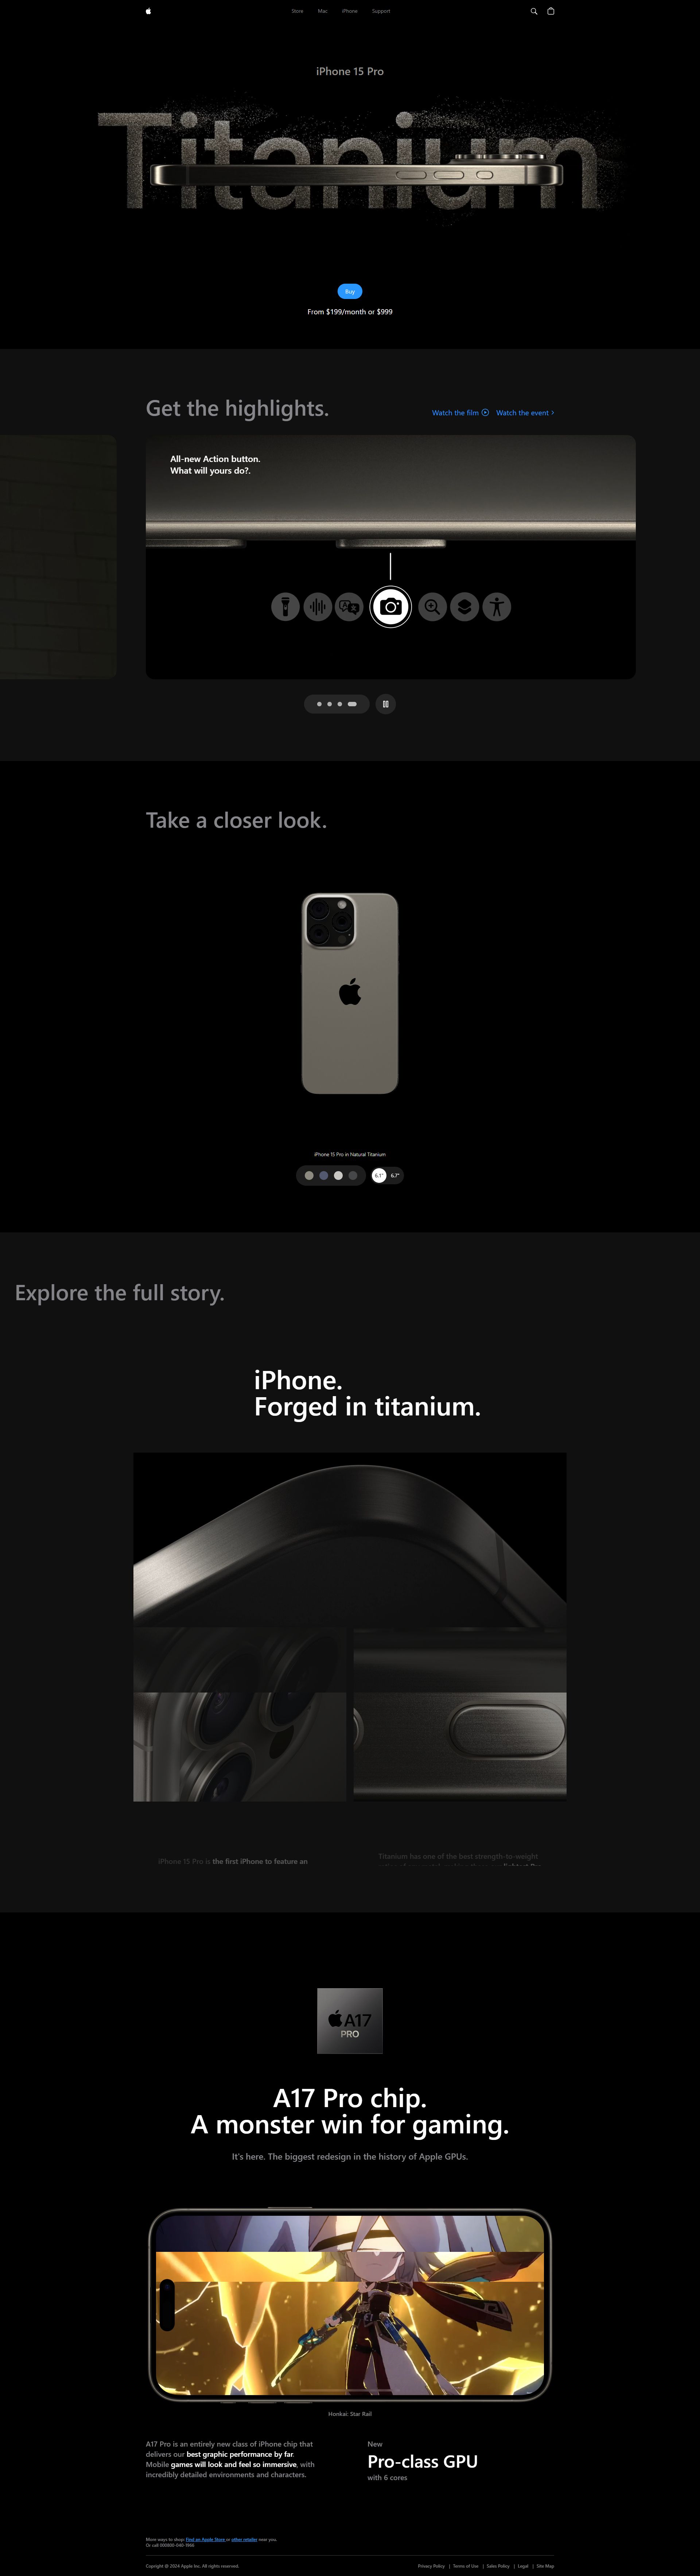 Store Mac iPhone Support
iPhone 15 Pro
Titanium
Buy
From $199/month or $999
Get the highlights.
Watch the film Watch the event ›
All-new Action button.
What will yours do?.
Take a closer look.
iPhone 15 Pro in Natural Titanium
6.1" 6.7"
Explore the full story.
iPhone.
Forged in titanium.
iPhone 15 Pro is the first iPhone to feature an
Titanium has one of the best strength-to-weight
A17
PRO
A17 Pro chip.
A monster win for gaming.
It's here. The biggest redesign in the history of Apple GPUs.
Honkai: Star Rail
A17 Pro is an entirely new class of iPhone chip that
delivers our best graphic performance by far.
Mobile games will look and feel so immersive, with
incredibly detailed environments and characters.
New
Pro-class GPU
with 6 cores
More ways to shop: Find an Apple Store or other retailer near you.
Or call 000800-040-1966
Copright © 2024 Apple Inc. All rights reserved.
Privacy Policy | Terms of Use | Sales Policy | Legal | Site Map